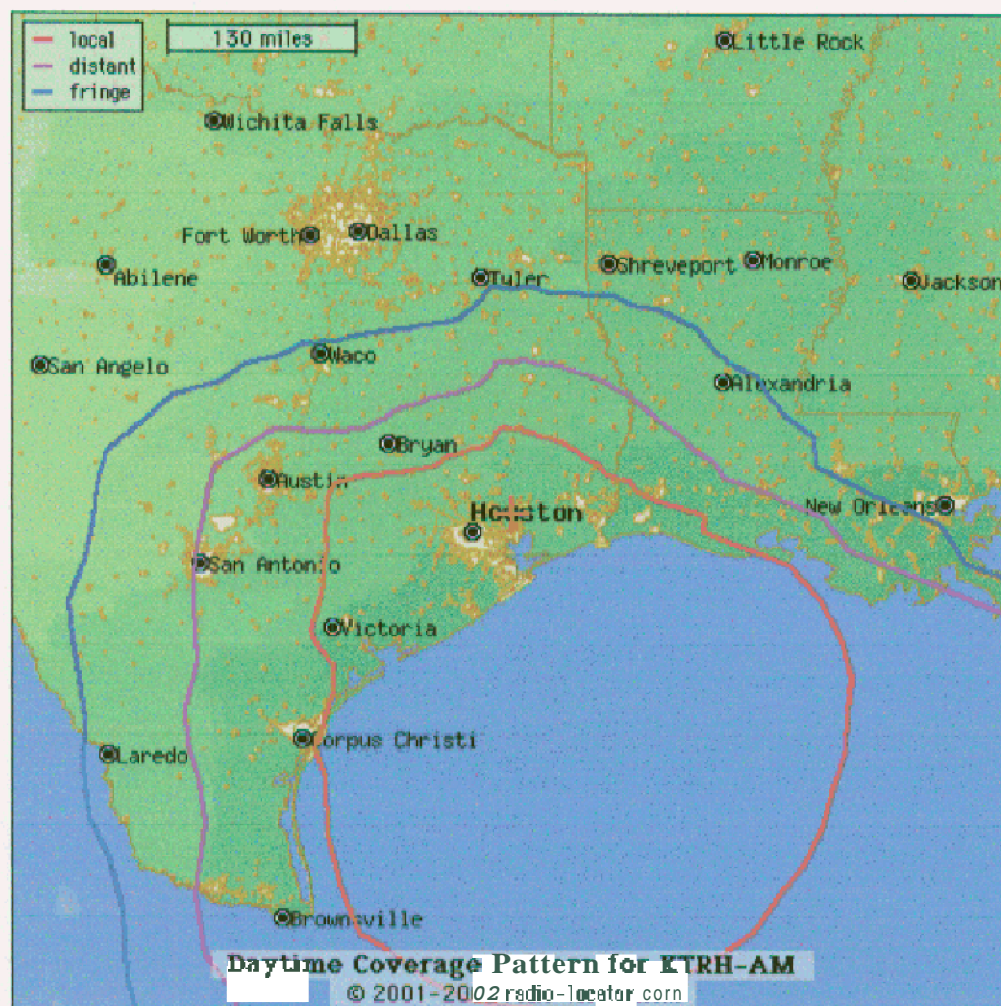 local
130 miles
distant
fringe
Little Rock
Wichita Falls
Fort Worth
Dallas
Abilene
Tyler
Shreveport
Monroe
Jackson
San Angelo
Waco
Alexandria
Bryan
Austin
Houston
New Orleans
San Antonio
Victoria
Corpus Christi
Laredo
Brownsville
Daytime Coverage Pattern for KTRH-AM
© 2001-2002 radio-locator.com